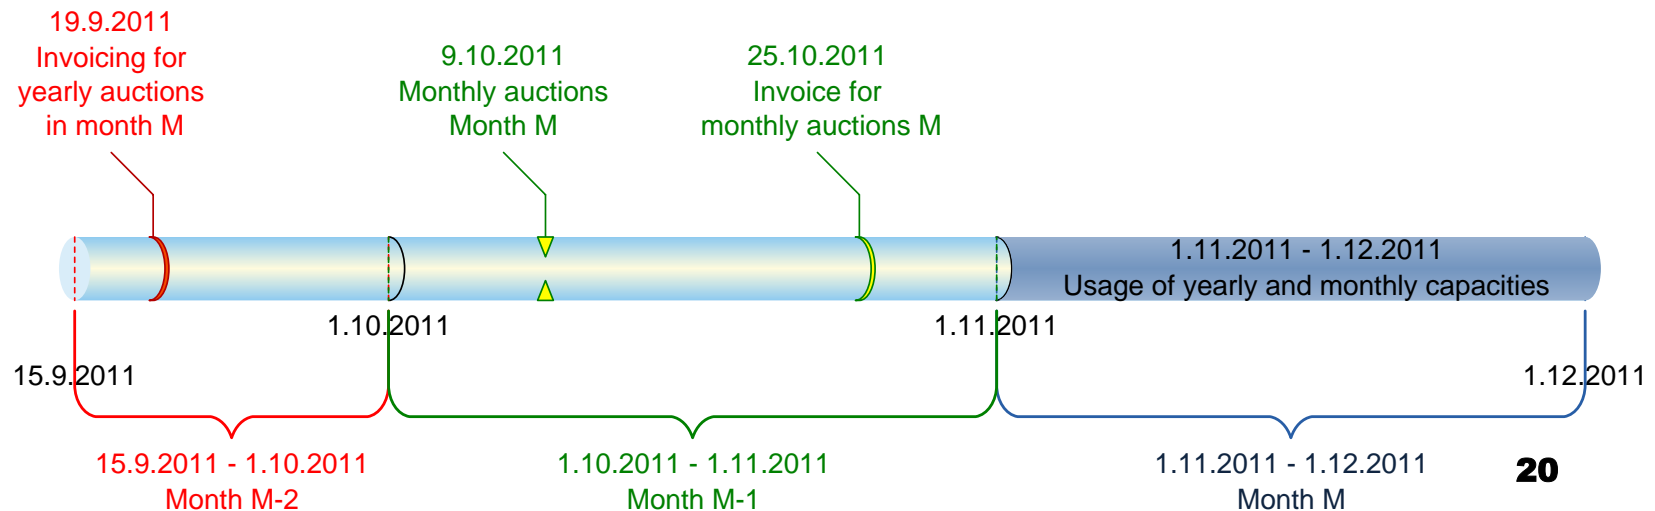 19.9.2011
Invoicing for
yearly auctions
in month M
9.10.2011
Monthly auctions
Month M
25.10.2011
Invoice for
monthly auctions M
1.11.2011 - 1.12.2011
Usage of yearly and monthly capacities
1.10.2011
1.11.2011
15.9.2011
1.12.2011
15.9.2011 - 1.10.2011
Month M-2
1.10.2011 - 1.11.2011
Month M-1
1.11.2011 - 1.12.2011
Month M
20